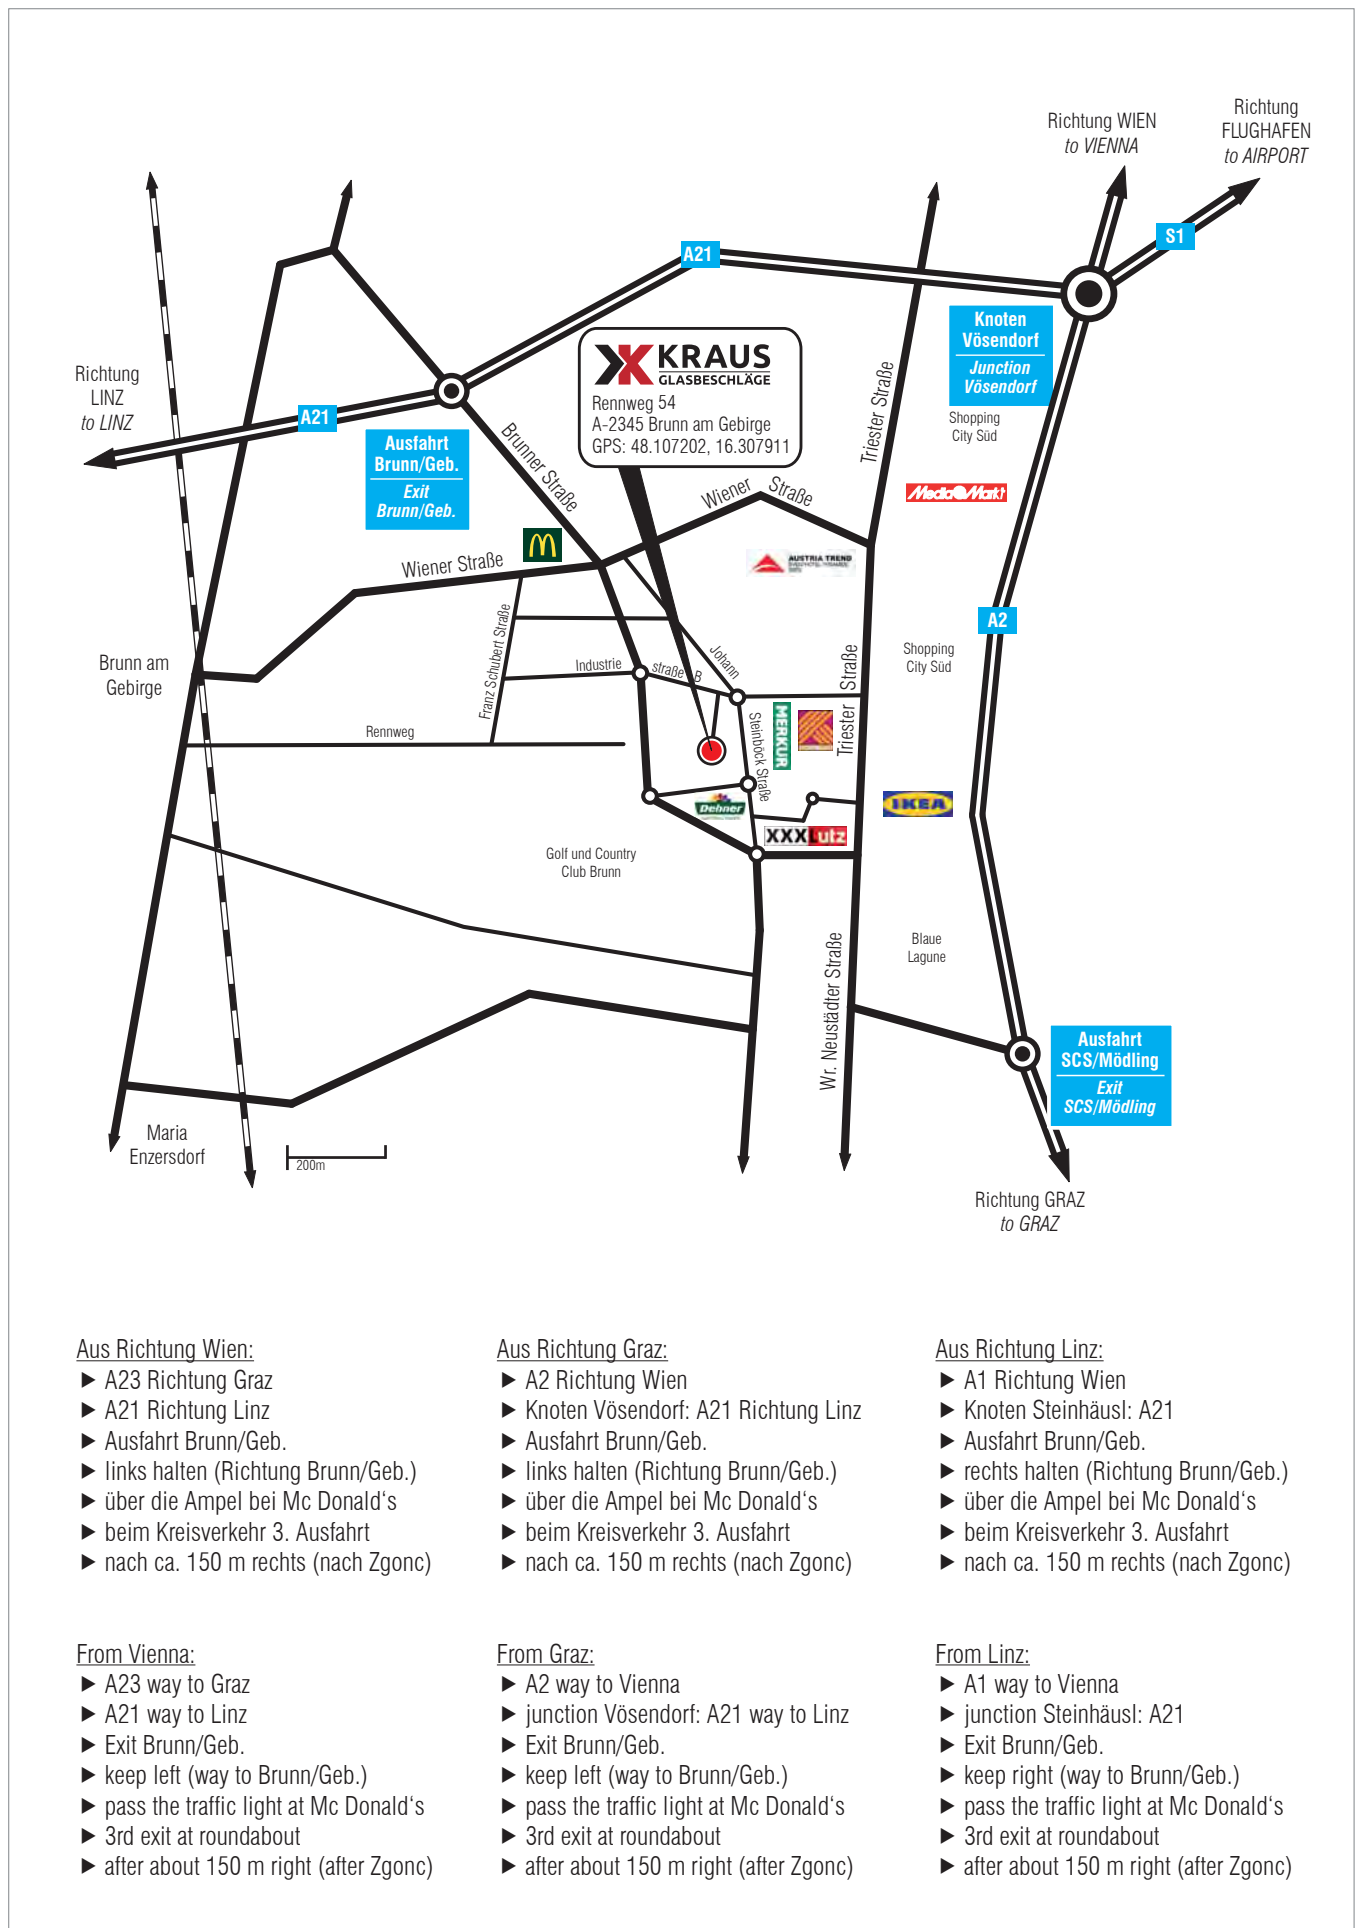 Richtung
FLUGHAFEN
to AIRPORT
Richtung WIEN
to VIENNA
S1
A21
Knoten
Vösendorf
Junction
Vösendorf
KRAUS
GLASBESCHLÄGE
Rennweg 54
A-2345 Brunn am Gebirge
GPS: 48.107202, 16.307911
Richtung
LINZ
to LINZ
A21
Ausfahrt
Brunn/Geb.
Exit
Brunn/Geb.
Brunner Straße
Triester Straße
Shopping
City Süd
Media Markt
Wiener Straße
Wiener Straße
AUSTRIA TREND
A2
Franz Schubert Straße
Industrie
straße B
Johann
Steinböck Straße
Triester Straße
Shopping
City Süd
Brunn am
Gebirge
Rennweg
MERKUR
Triester Straße
Dehner
XXXLutz
IKEA
Golf und Country
Club Brunn
Wr. Neustädter Straße
Blaue
Lagune
Ausfahrt
SCS/Mödling
Exit
SCS/Mödling
Maria
Enzersdorf
200m
Richtung GRAZ
to GRAZ
Aus Richtung Wien:
A23 Richtung Graz
A21 Richtung Linz
Ausfahrt Brunn/Geb.
links halten (Richtung Brunn/Geb.)
über die Ampel bei Mc Donald‘s
beim Kreisverkehr 3. Ausfahrt
nach ca. 150 m rechts (nach Zgonc)
Aus Richtung Graz:
A2 Richtung Wien
Knoten Vösendorf: A21 Richtung Linz
Ausfahrt Brunn/Geb.
links halten (Richtung Brunn/Geb.)
über die Ampel bei Mc Donald‘s
beim Kreisverkehr 3. Ausfahrt
nach ca. 150 m rechts (nach Zgonc)
Aus Richtung Linz:
A1 Richtung Wien
Knoten Steinhäusl: A21
Ausfahrt Brunn/Geb.
rechts halten (Richtung Brunn/Geb.)
über die Ampel bei Mc Donald‘s
beim Kreisverkehr 3. Ausfahrt
nach ca. 150 m rechts (nach Zgonc)
From Vienna:
A23 way to Graz
A21 way to Linz
Exit Brunn/Geb.
keep left (way to Brunn/Geb.)
pass the traffic light at Mc Donald‘s
3rd exit at roundabout
after about 150 m right (after Zgonc)
From Graz:
A2 way to Vienna
junction Vösendorf: A21 way to Linz
Exit Brunn/Geb.
keep left (way to Brunn/Geb.)
pass the traffic light at Mc Donald‘s
3rd exit at roundabout
after about 150 m right (after Zgonc)
From Linz:
A1 way to Vienna
junction Steinhäusl: A21
Exit Brunn/Geb.
keep right (way to Brunn/Geb.)
pass the traffic light at Mc Donald‘s
3rd exit at roundabout
after about 150 m right (after Zgonc)